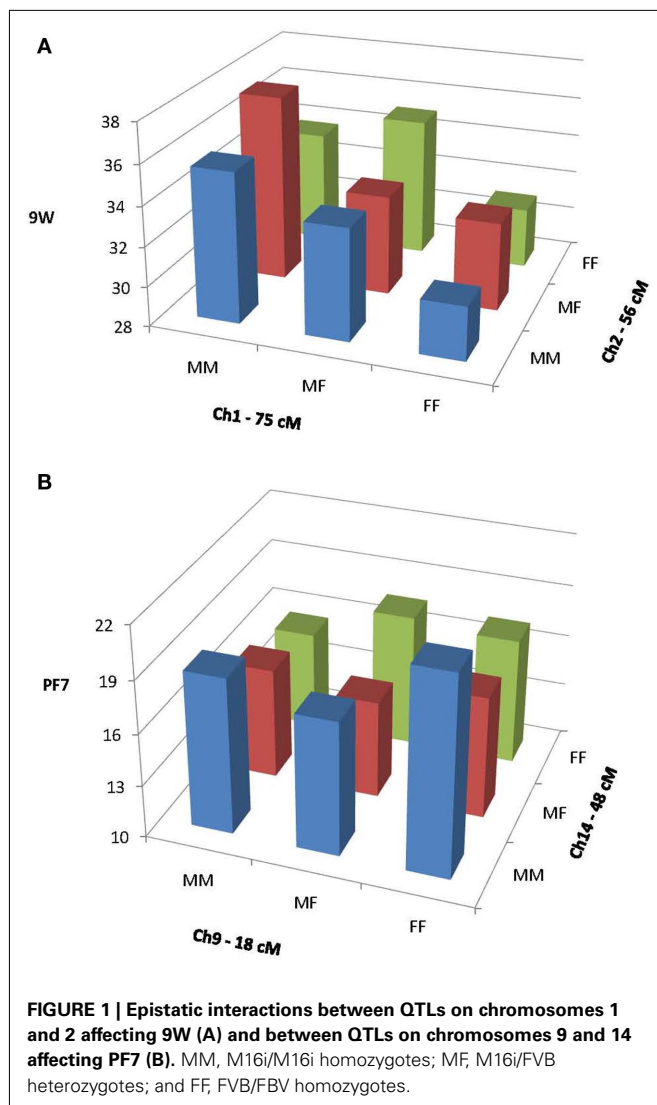 A
38
36
34
32
30
28
9W
MM
MF
FF
Ch1 - 75 cM
MM
MF
FF
Ch2 - 56 cM
B
22
19
16
13
10
PF7
MM
MF
FF
Ch9 - 18 cM
MM
MF
FF
Ch14 - 48 cM
FIGURE 1 | Epistatic interactions between QTLs on chromosomes 1
and 2 affecting 9W (A) and between QTLs on chromosomes 9 and 14
affecting PF7 (B). MM, M16i/M16i homozygotes; MF, M16i/FVB
heterozygotes; and FF, FVB/FBV homozygotes.